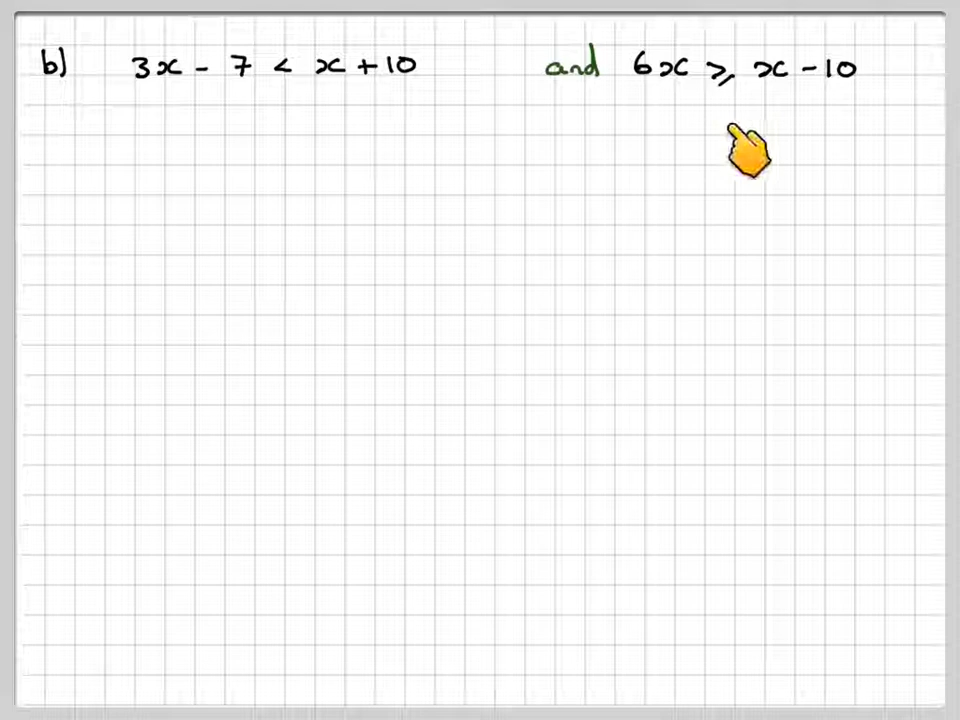 b) 3x - 7 < x + 10 and 6x ⩾ x - 10